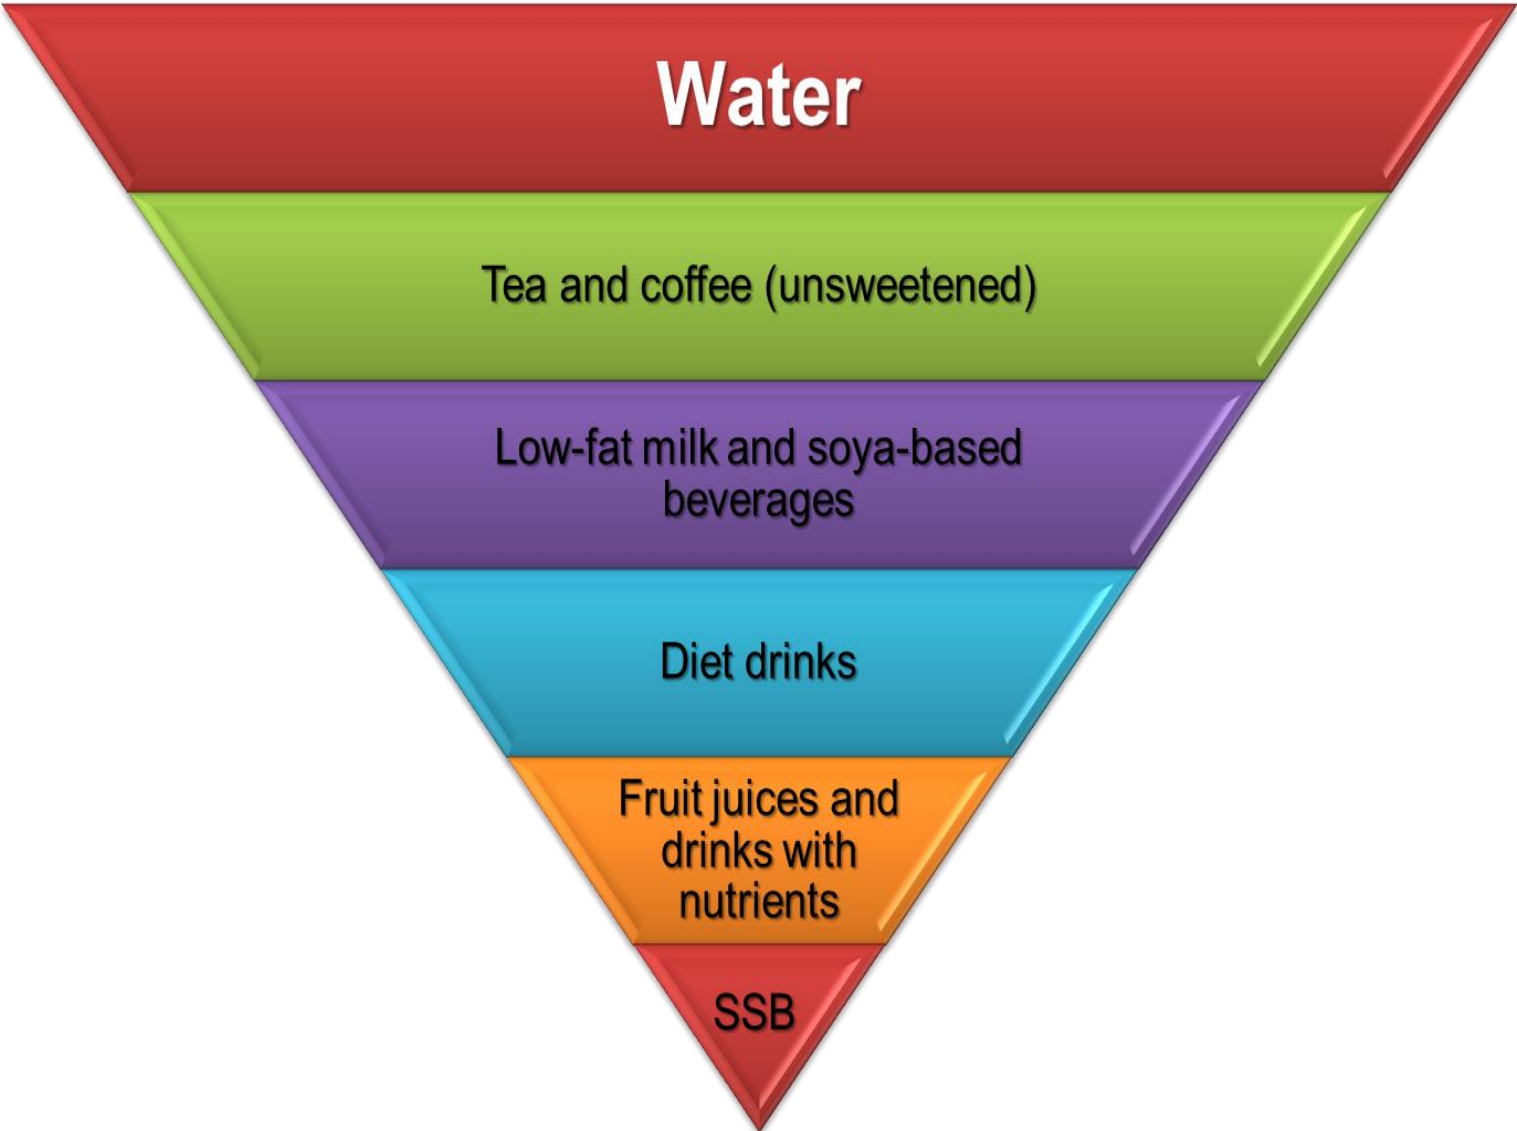 Water
Tea and coffee (unsweetened)
Low-fat milk and soya-based
beverages
Diet drinks
Fruit juices and
drinks with
nutrients
SSB